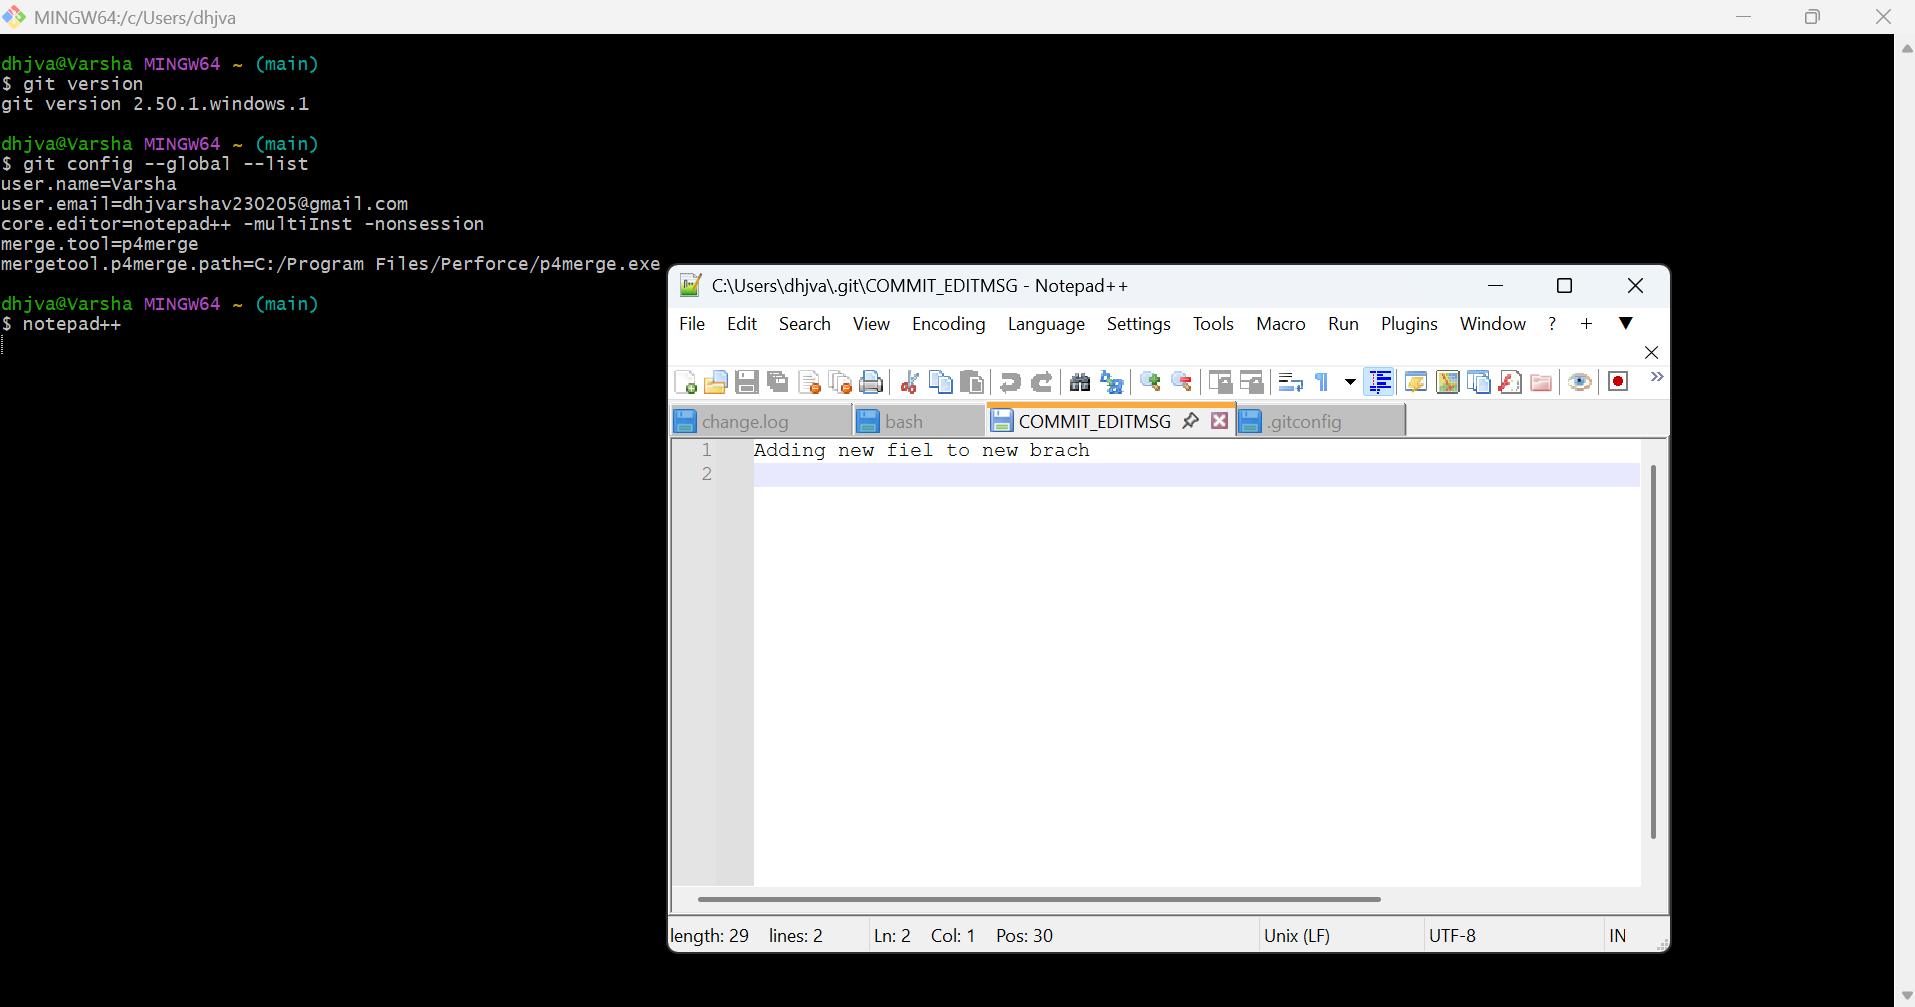 MINGW64:/c/Users/dhjva
dhjva@Varsha MINGW64 ~ (main)
$ git version
git version 2.50.1.windows.1
dhjva@Varsha MINGW64 ~ (main)
$ git config --global --list
user.name=Varsha
user.email=dhjvarshav230205@gmail.com
core.editor=notepad++ -multiInst -nonsession
merge.tool=p4merge
mergetool.p4merge.path=C:/Program Files/Perforce/p4merge.exe
dhjva@Varsha MINGW64 ~ (main)
$ notepad++
C:\Users\dhjva\.git\COMMIT_EDITMSG - Notepad++
File Edit Search View Encoding Language Settings Tools Macro Run Plugins Window ? + ▼
change.log bash COMMIT_EDITMSG .gitconfig
1 Adding new fiel to new brach
2
length: 29 lines: 2 Ln: 2 Col: 1 Pos: 30 Unix (LF) UTF-8 IN